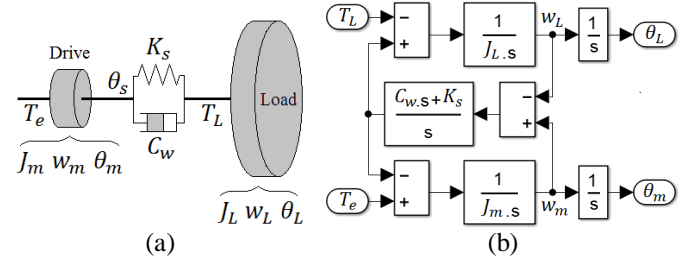 Drive
K_s
θ_s
T_e
T_L
Load
C_w
J_m w_m θ_m
J_L w_L θ_L
(a)
T_L
−
+
1
J_L.s
w_L
1
s
θ_L
C_w.s+K_s
s
−
+
−
+
T_e
1
J_m.s
w_m
1
s
θ_m
(b)